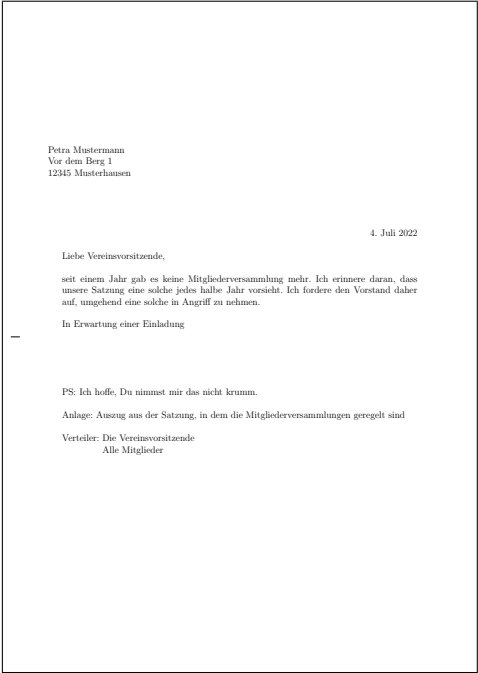 Petra Mustermann
Vor dem Berg 1
12345 Musterhausen
4. Juli 2022
Liebe Vereinsvorsitzende,
seit einem Jahr gab es keine Mitgliederversammlung mehr. Ich erinnere daran, dass
unsere Satzung eine solche jedes halbe Jahr vorsieht. Ich fordere den Vorstand daher
auf, umgehend eine solche in Angriff zu nehmen.
In Erwartung einer Einladung
PS: Ich hoffe, Du nimmst mir das nicht krumm.
Anlage: Auszug aus der Satzung, in dem die Mitgliederversammlungen geregelt sind
Verteiler: Die Vereinsvorsitzende
Alle Mitglieder